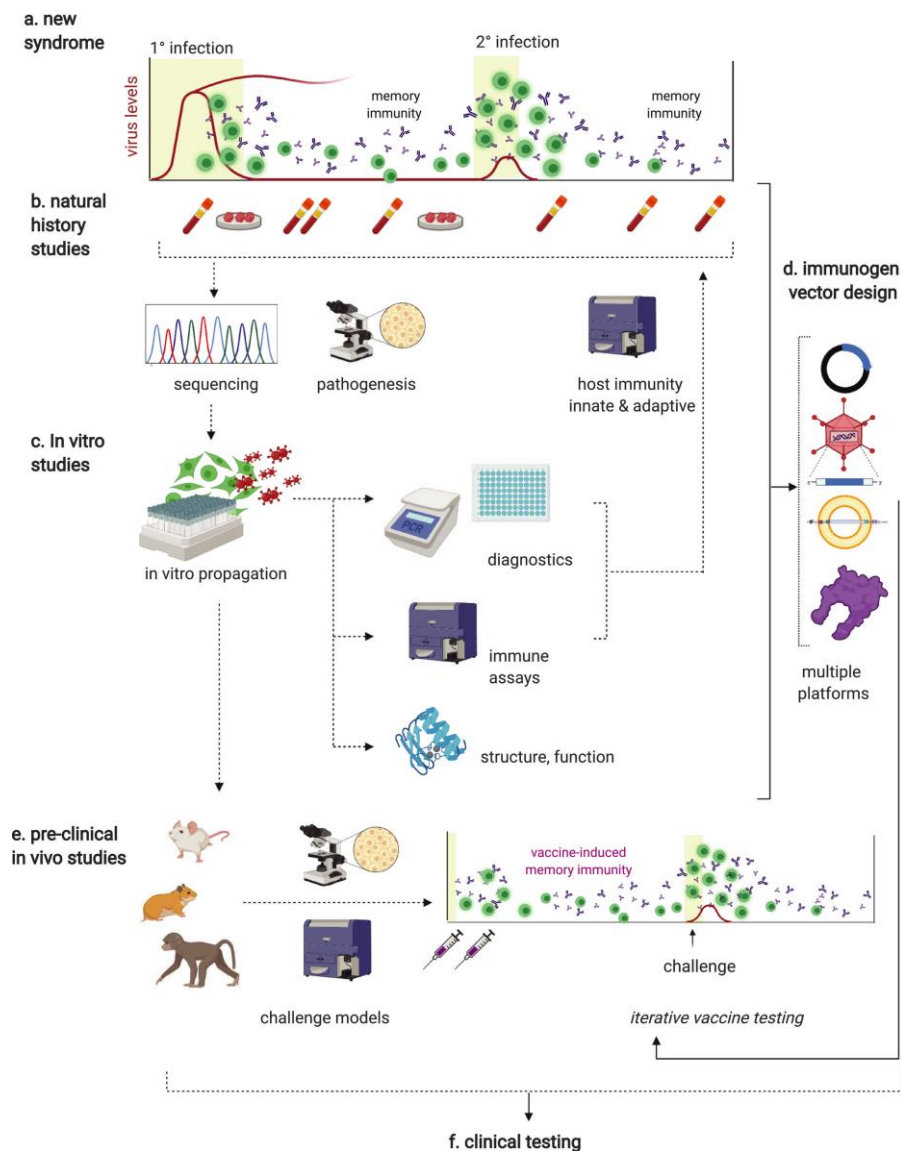 a. new
syndrome
1° infection
2° infection
virus levels
memory
immunity
memory
immunity
b. natural
history
studies
d. immunogen
vector design
sequencing
pathogenesis
host immunity
innate & adaptive
c. In vitro
studies
PCR
in vitro propagation
diagnostics
immune
assays
multiple
platforms
structure, function
e. pre-clinical
in vivo studies
vaccine-induced
memory immunity
challenge
challenge models
iterative vaccine testing
f. clinical testing